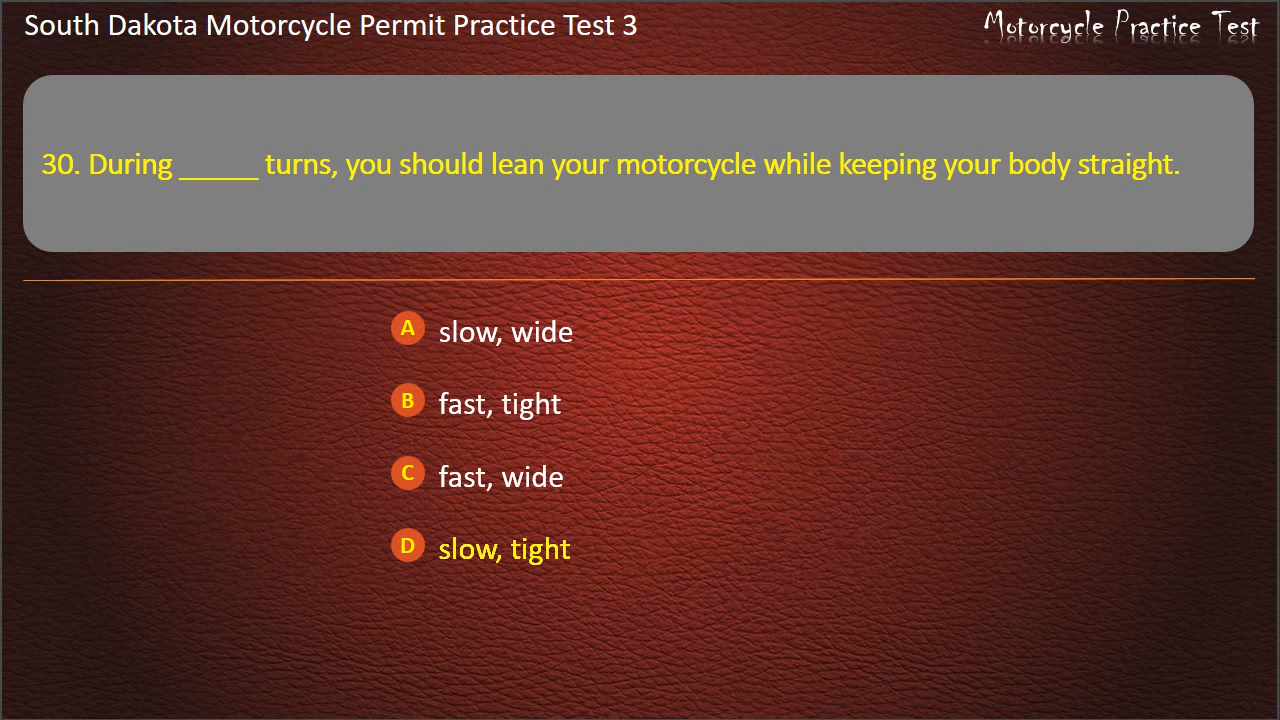 South Dakota Motorcycle Permit Practice Test 3
Motorcycle Practice Test
30. During _____ turns, you should lean your motorcycle while keeping your body straight.
A slow, wide
B fast, tight
C fast, wide
D slow, tight